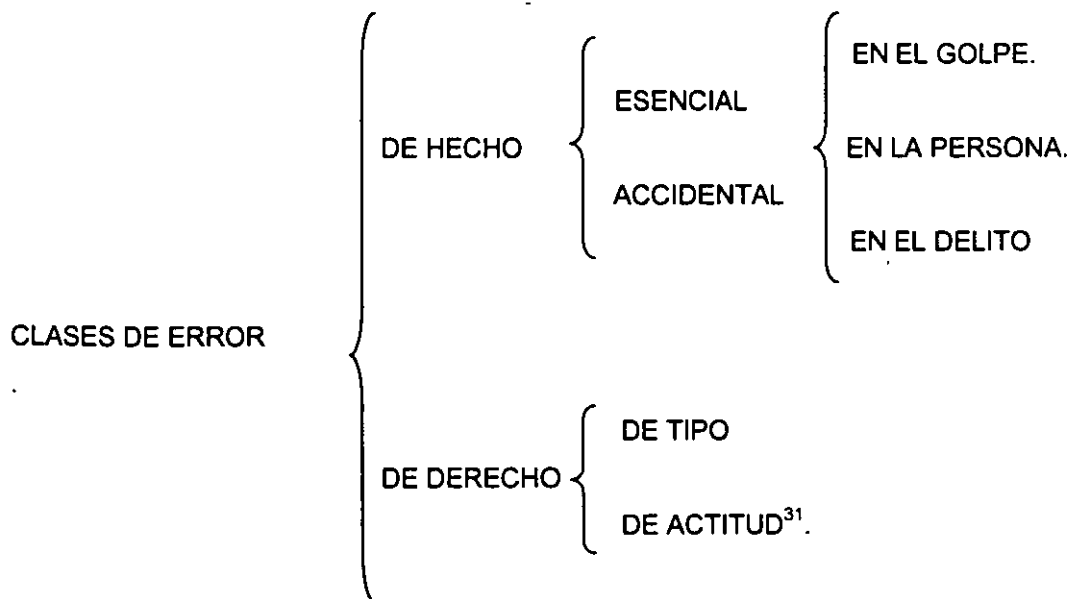 CLASES DE ERROR
DE HECHO
ESENCIAL
ACCIDENTAL
EN EL GOLPE.
EN LA PERSONA.
EN EL DELITO
DE DERECHO
DE TIPO
DE ACTITUD³¹.